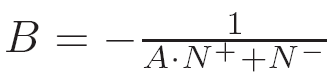 B = − 1 / (A · N⁺ + N⁻)